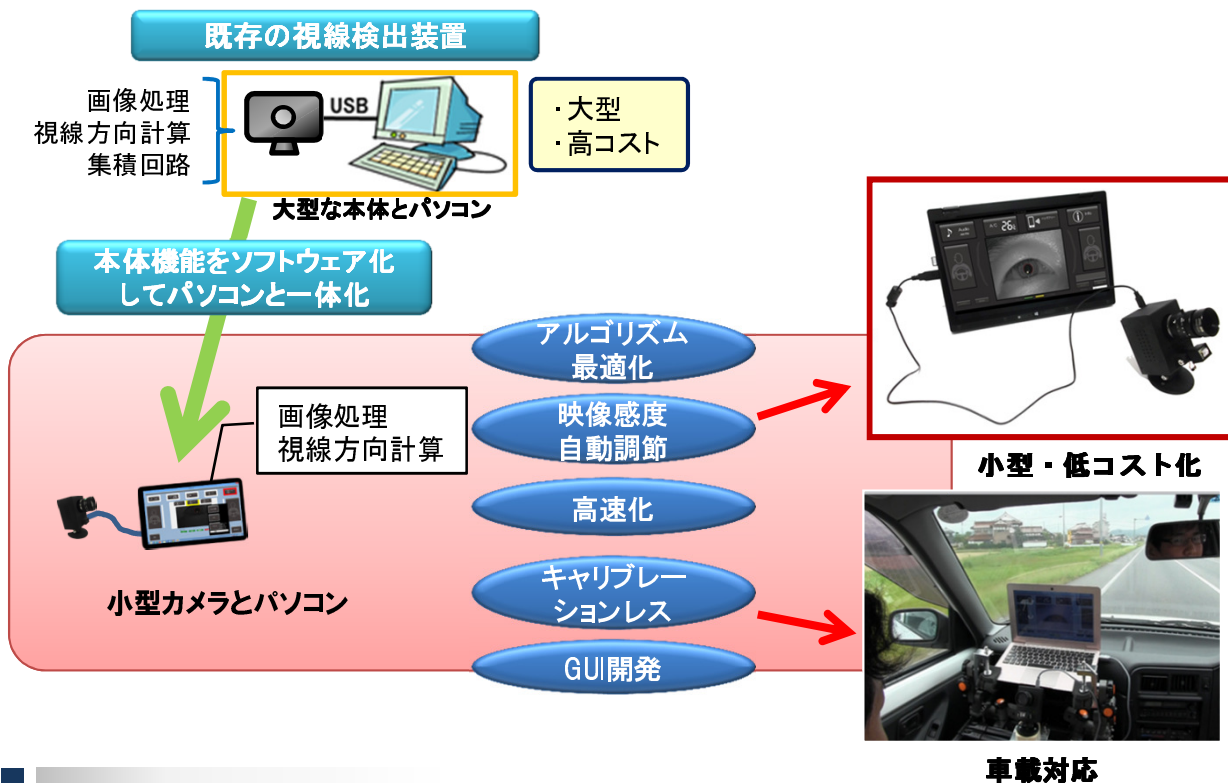 既存の視線検出装置
画像処理
視線方向計算
集積回路
USB
・大型
・高コスト
大型な本体とパソコン
本体機能をソフトウェア化
してパソコンと一体化
画像処理
視線方向計算
小型カメラとパソコン
アルゴリズム
最適化
映像感度
自動調節
高速化
キャリブレー
ションレス
GUI開発
小型・低コスト化
車載対応